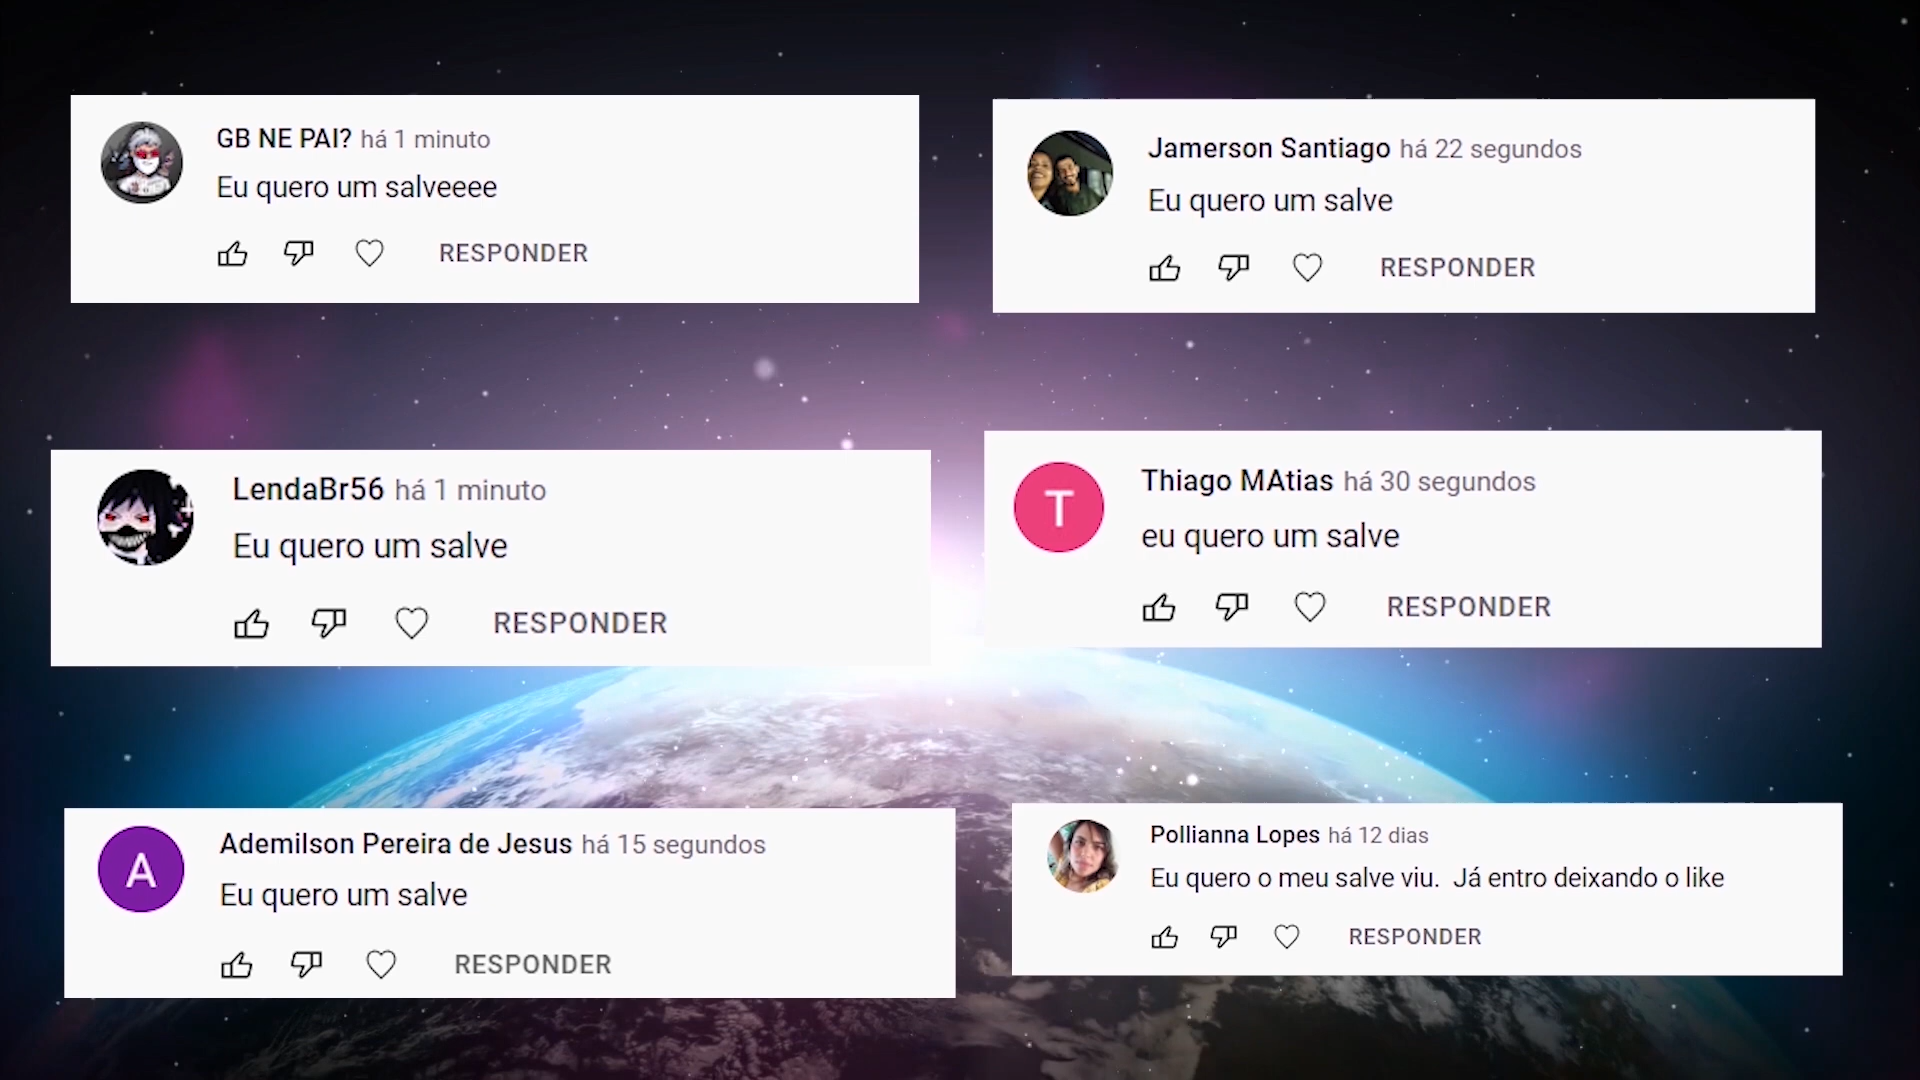 GB NE PAI? há 1 minuto
Eu quero um salveeee
RESPONDER
Jamerson Santiago há 22 segundos
Eu quero um salve
RESPONDER
LendaBr56 há 1 minuto
Eu quero um salve
RESPONDER
T
Thiago MAtias há 30 segundos
eu quero um salve
RESPONDER
A
Ademilson Pereira de Jesus há 15 segundos
Eu quero um salve
RESPONDER
Pollianna Lopes há 12 dias
Eu quero o meu salve viu.  Já entro deixando o like
RESPONDER